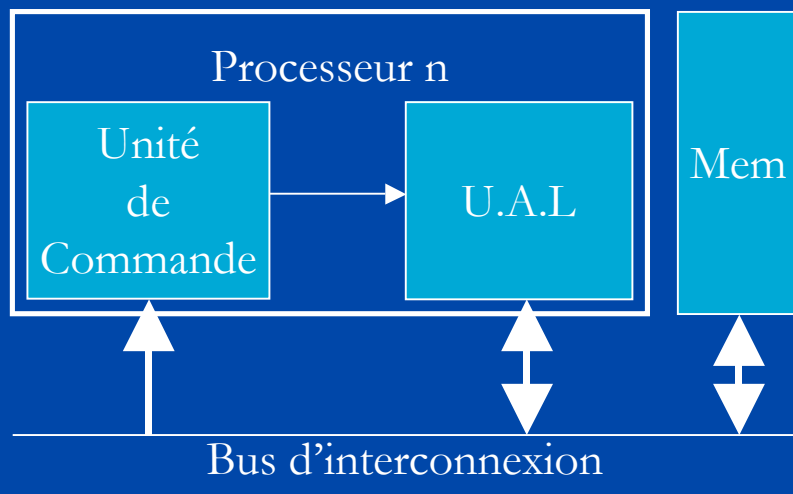 Processeur n
Unité
de
Commande
U.A.L
Mem
Bus d'interconnexion